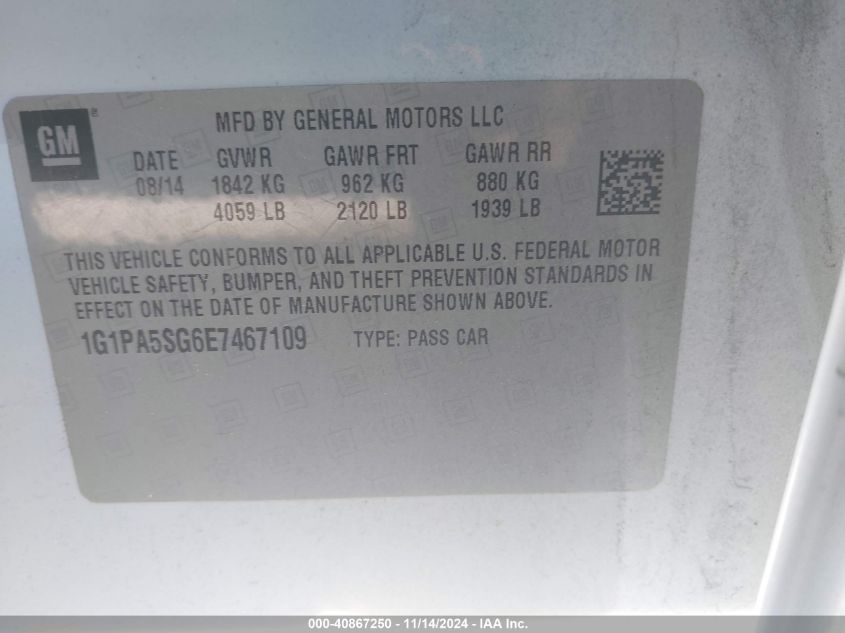 GM ®
MFD BY GENERAL MOTORS LLC
DATE GVWR GAWR FRT GAWR RR
08/14 1842 KG 962 KG 880 KG
4059 LB 2120 LB 1939 LB
THIS VEHICLE CONFORMS TO ALL APPLICABLE U.S. FEDERAL MOTOR
VEHICLE SAFETY, BUMPER, AND THEFT PREVENTION STANDARDS IN
EFFECT ON THE DATE OF MANUFACTURE SHOWN ABOVE.
1G1PA5SG6E7467109 TYPE: PASS CAR
000-40867250 - 11/14/2024 - IAA Inc.